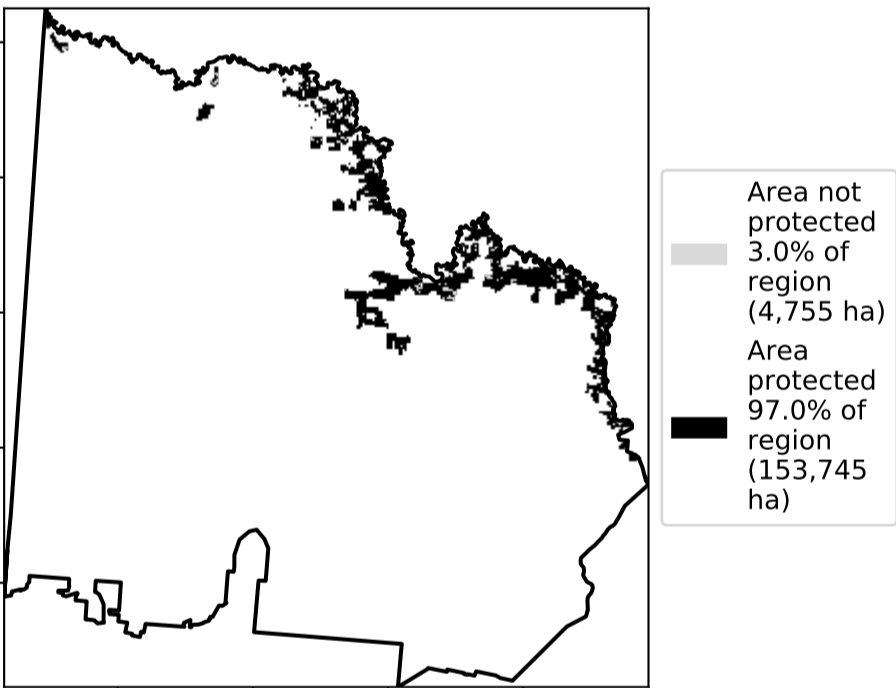 Area not
protected
3.0% of
region
(4,755 ha)
Area
protected
97.0% of
region
(153,745
ha)